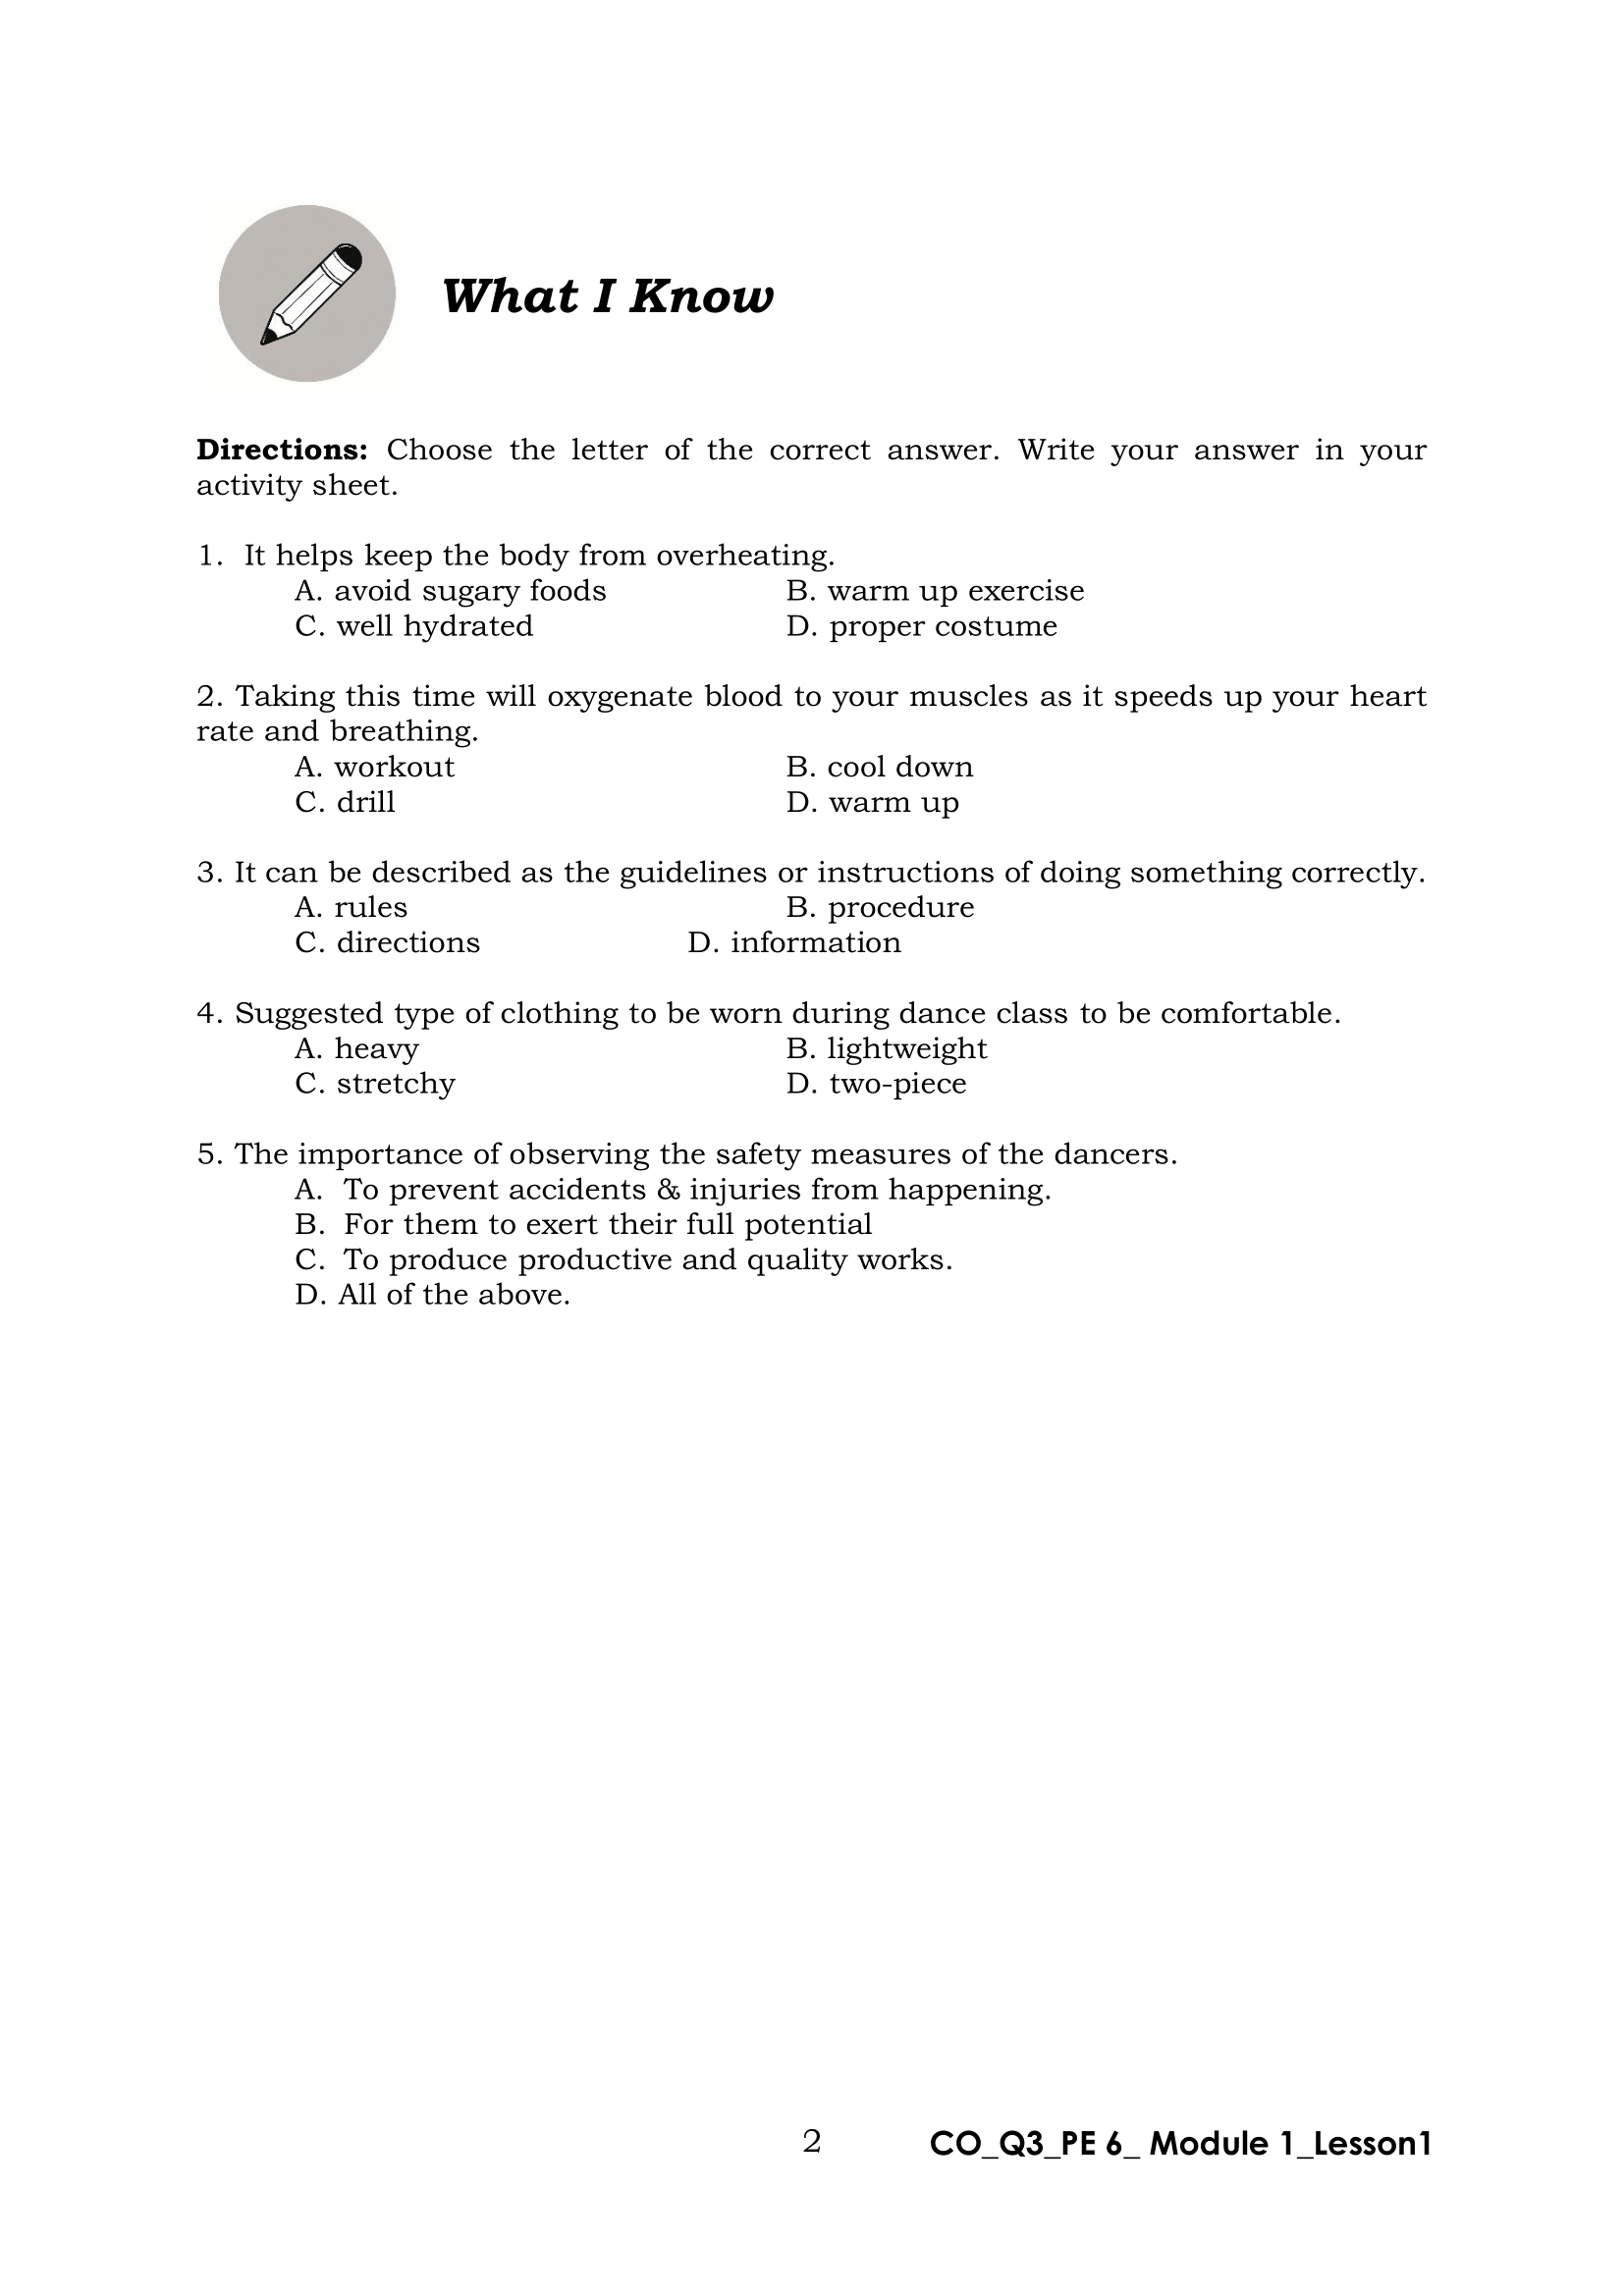 What I Know
Directions: Choose the letter of the correct answer. Write your answer in your
activity sheet.
1. It helps keep the body from overheating.
A. avoid sugary foods B. warm up exercise
C. well hydrated D. proper costume
2. Taking this time will oxygenate blood to your muscles as it speeds up your heart
rate and breathing.
A. workout B. cool down
C. drill D. warm up
3. It can be described as the guidelines or instructions of doing something correctly.
A. rules B. procedure
C. directions D. information
4. Suggested type of clothing to be worn during dance class to be comfortable.
A. heavy B. lightweight
C. stretchy D. two-piece
5. The importance of observing the safety measures of the dancers.
A. To prevent accidents & injuries from happening.
B. For them to exert their full potential
C. To produce productive and quality works.
D. All of the above.
2 CO_Q3_PE 6_ Module 1_Lesson1